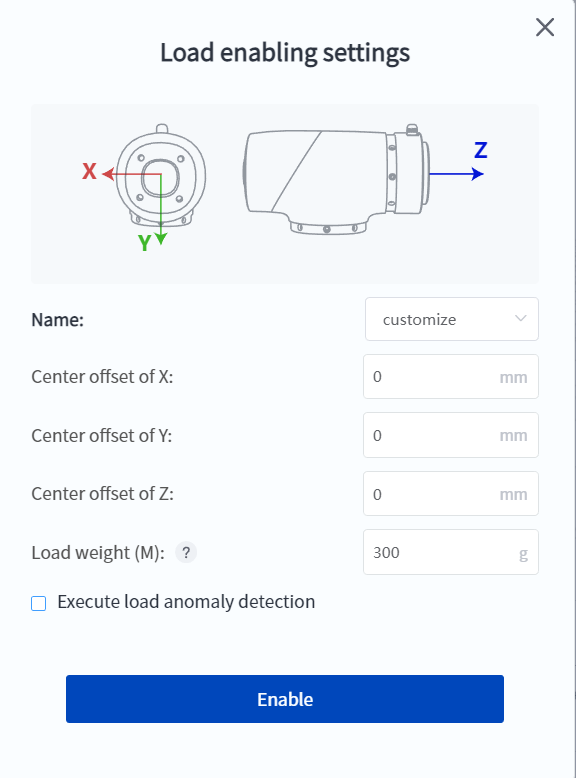 Load enabling settings
X
Y
Z
Name: customize
Center offset of X: 0 mm
Center offset of Y: 0 mm
Center offset of Z: 0 mm
Load weight (M): ? 300 g
Execute load anomaly detection
Enable